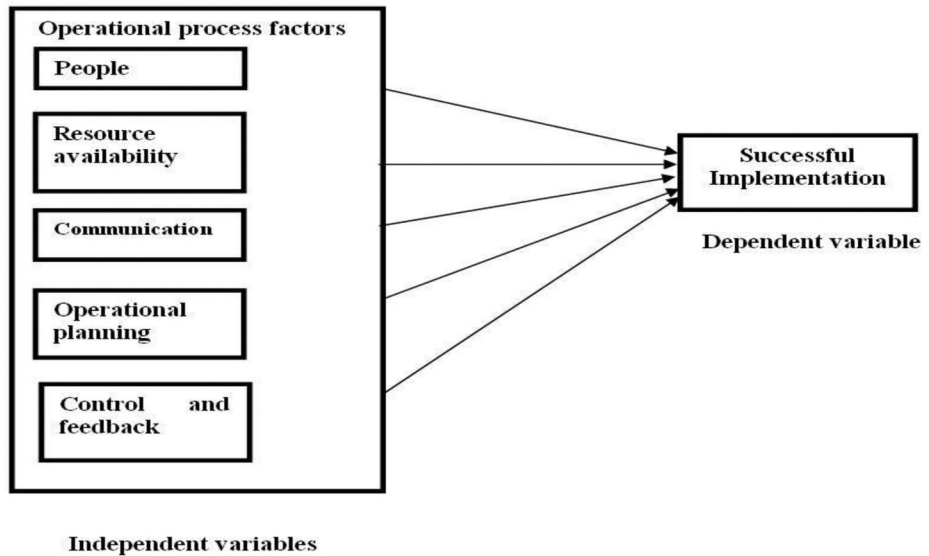 Operational process factors
People
Resource
availability
Communication
Operational
planning
Control and
feedback
Successful
Implementation
Dependent variable
Independent variables